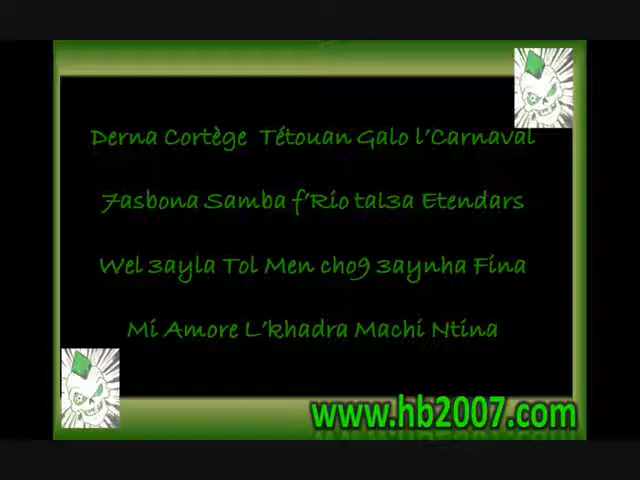 Derna Cortège Tétouan Galo l'Carnaval
7asbona Samba f'Rio tal3a Etendars
Wel 3ayla Tol Men cho9 3aynha Fina
Mi Amore L'khadra Machi Ntina
www.hb2007.com